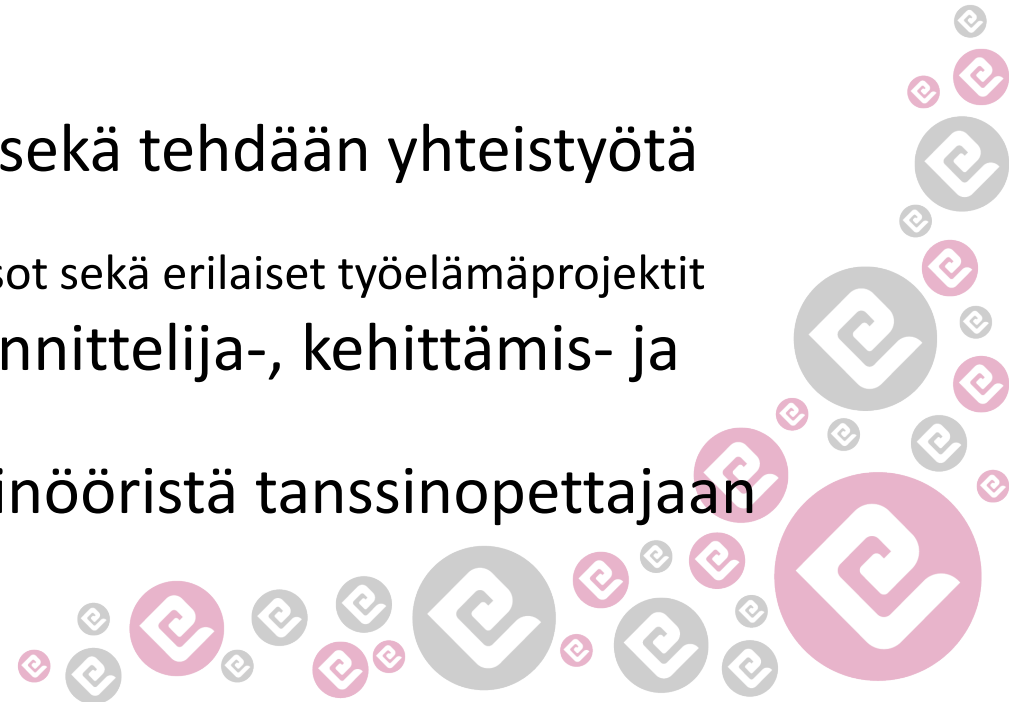 sekä tehdään yhteistyötä
sot sekä erilaiset työelämäprojektit
nnittelija-, kehittämis- ja
inööristä tanssinopettajaan